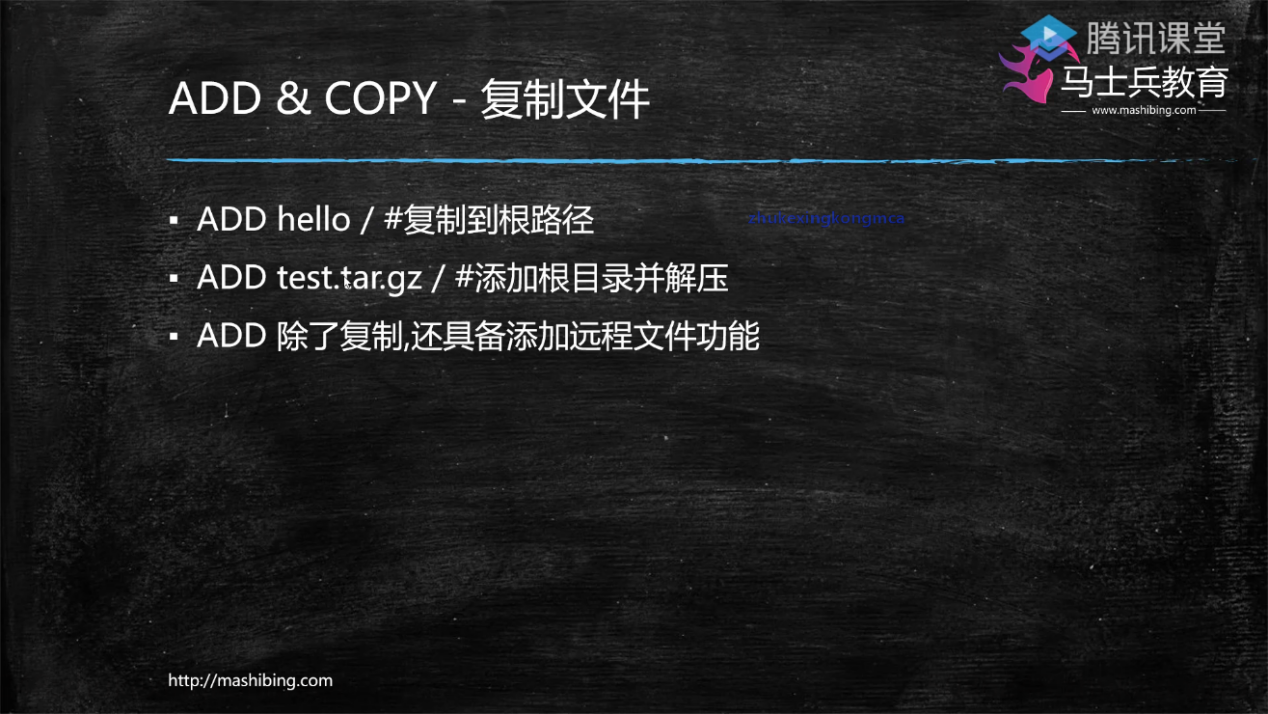 腾讯课堂
马士兵教育
www.mashibing.com
ADD & COPY - 复制文件
ADD hello / #复制到根路径
ADD test.tar.gz / #添加根目录并解压
ADD 除了复制,还具备添加远程文件功能
http://mashibing.com